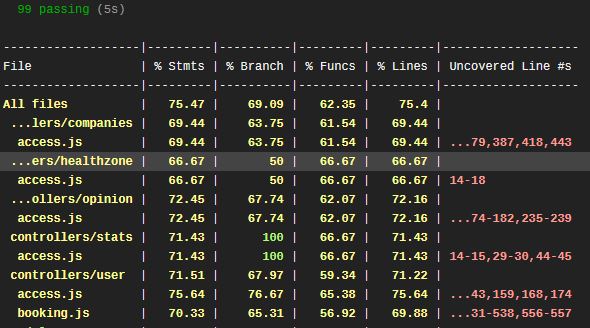 99 passing (5s)
-------------------|---------|----------|---------|---------|-------------------
File | % Stmts | % Branch | % Funcs | % Lines | Uncovered Line #s
-------------------|---------|----------|---------|---------|-------------------
All files | 75.47 | 69.09 | 62.35 | 75.4 |
...lers/companies | 69.44 | 63.75 | 61.54 | 69.44 |
access.js | 69.44 | 63.75 | 61.54 | 69.44 | ...79,387,418,443
...ers/healthzone | 66.67 | 50 | 66.67 | 66.67 |
access.js | 66.67 | 50 | 66.67 | 66.67 | 14-18
...ollers/opinion | 72.45 | 67.74 | 62.07 | 72.16 |
access.js | 72.45 | 67.74 | 62.07 | 72.16 | ...74-182,235-239
controllers/stats | 71.43 | 100 | 66.67 | 71.43 |
access.js | 71.43 | 100 | 66.67 | 71.43 | 14-15,29-30,44-45
controllers/user | 71.51 | 67.97 | 59.34 | 71.22 |
access.js | 75.64 | 76.67 | 65.38 | 75.64 | ...43,159,168,174
booking.js | 70.33 | 65.31 | 56.92 | 69.88 | ...31-538,556-557